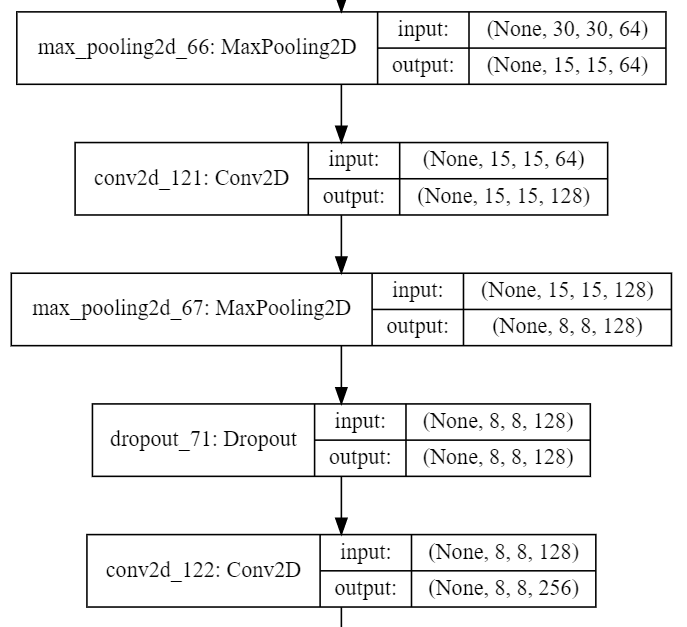 max_pooling2d_66: MaxPooling2D
input: (None, 30, 30, 64)
output: (None, 15, 15, 64)
conv2d_121: Conv2D
input: (None, 15, 15, 64)
output: (None, 15, 15, 128)
max_pooling2d_67: MaxPooling2D
input: (None, 15, 15, 128)
output: (None, 8, 8, 128)
dropout_71: Dropout
input: (None, 8, 8, 128)
output: (None, 8, 8, 128)
conv2d_122: Conv2D
input: (None, 8, 8, 128)
output: (None, 8, 8, 256)